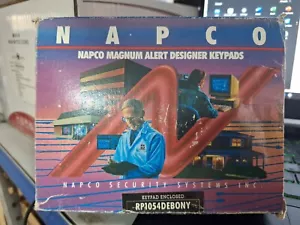 NAPCO
NAPCO MAGNUM ALERT DESIGNER KEYPADS
NAPCO SECURITY SYSTEMS INC.
KEYPAD ENCLOSED
RP1054DEBONY